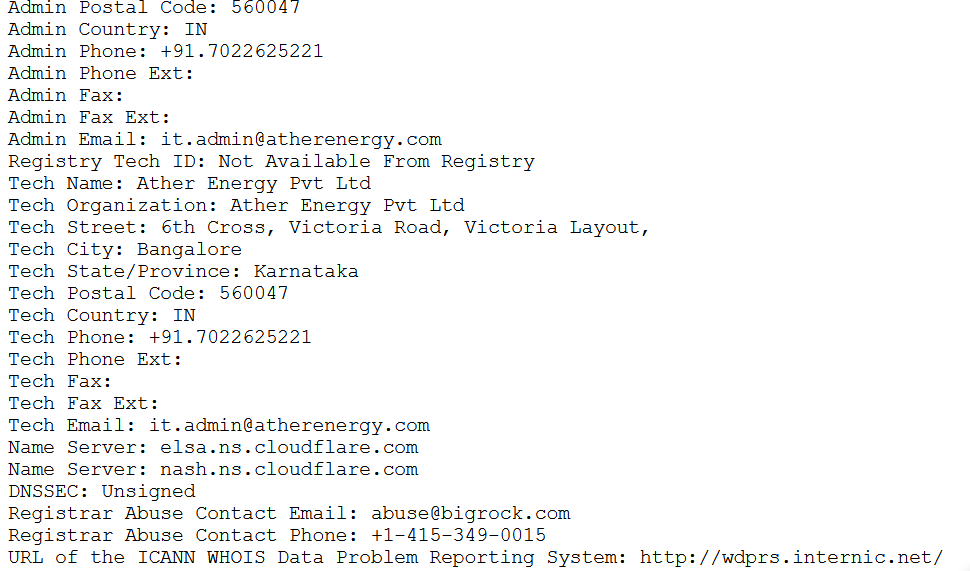 Admin Postal Code: 560047
Admin Country: IN
Admin Phone: +91.7022625221
Admin Phone Ext:
Admin Fax:
Admin Fax Ext:
Admin Email: it.admin@atherenergy.com
Registry Tech ID: Not Available From Registry
Tech Name: Ather Energy Pvt Ltd
Tech Organization: Ather Energy Pvt Ltd
Tech Street: 6th Cross, Victoria Road, Victoria Layout,
Tech City: Bangalore
Tech State/Province: Karnataka
Tech Postal Code: 560047
Tech Country: IN
Tech Phone: +91.7022625221
Tech Phone Ext:
Tech Fax:
Tech Fax Ext:
Tech Email: it.admin@atherenergy.com
Name Server: elsa.ns.cloudflare.com
Name Server: nash.ns.cloudflare.com
DNSSEC: Unsigned
Registrar Abuse Contact Email: abuse@bigrock.com
Registrar Abuse Contact Phone: +1-415-349-0015
URL of the ICANN WHOIS Data Problem Reporting System: http://wdprs.internic.net/